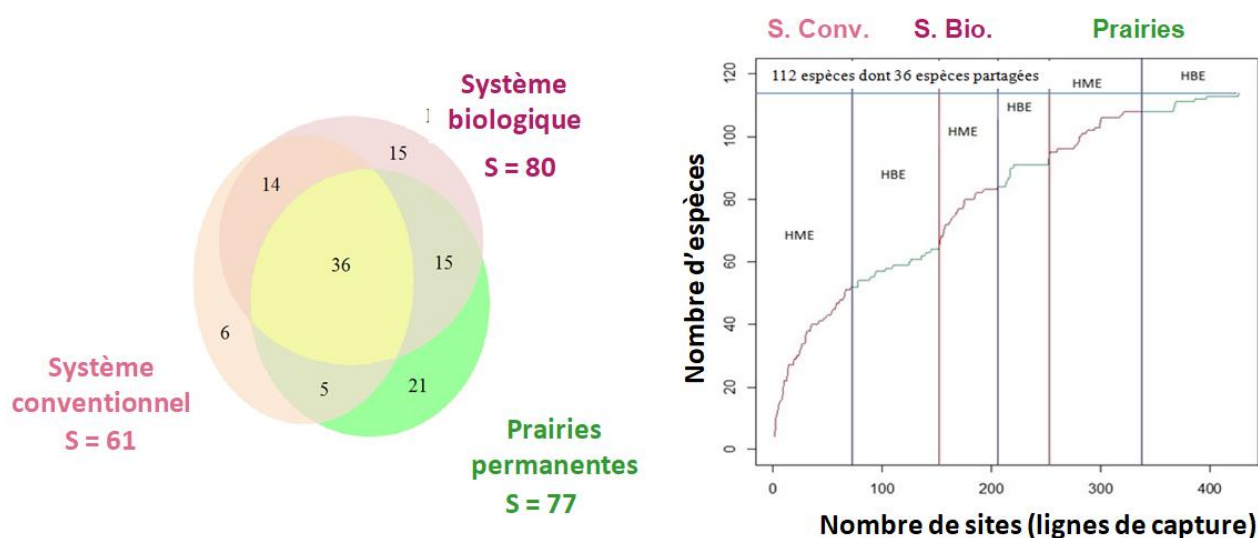 Système
biologique
S = 80
15
14
36
15
6
5
21
Système
conventionnel
S = 61
Prairies
permanentes
S = 77
S. Conv.
S. Bio.
Prairies
112 espèces dont 36 espèces partagées
HME
HBE
HME
HBE
HME
HBE
Nombre d'espèces
0
20
40
60
80
100
120
0
100
200
300
400
Nombre de sites (lignes de capture)